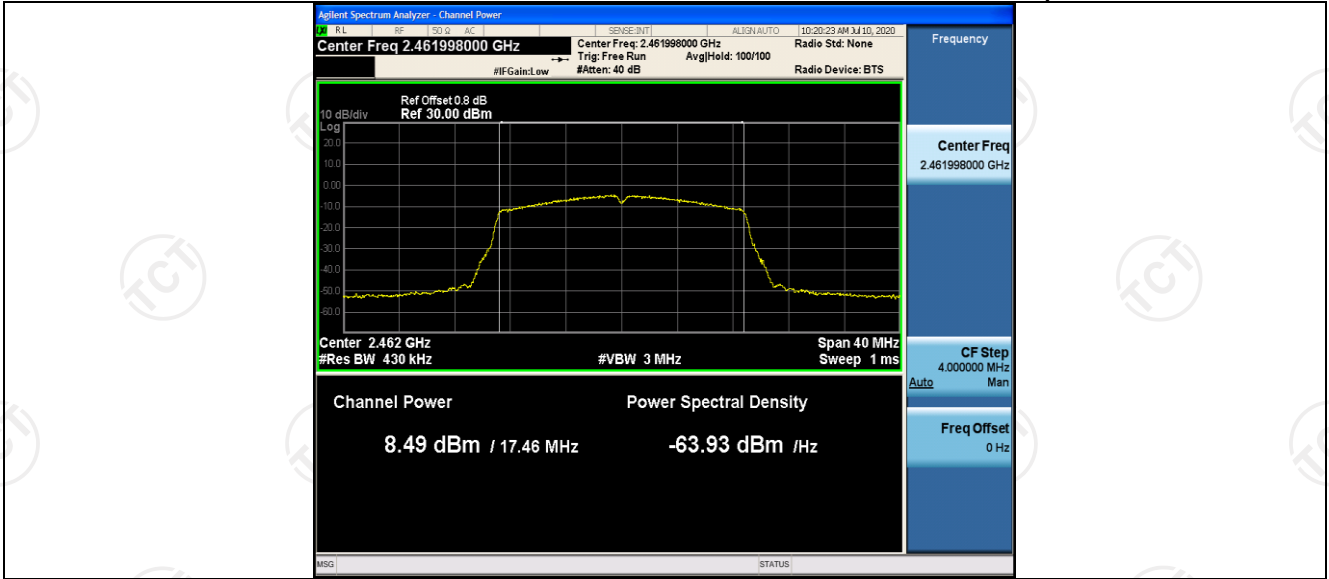 Agilent Spectrum Analyzer - Channel Power
RL RF 50 Ω AC SENSE:INT ALIGN AUTO 10:20:23 AM Jul 10, 2020
Center Freq 2.461998000 GHz
Center Freq: 2.461998000 GHz Radio Std: None
Trig: Free Run Avg|Hold: 100/100
#IFGain:Low #Atten: 40 dB Radio Device: BTS
Frequency
Ref Offset 0.8 dB
10 dB/div Ref 30.00 dBm
Log
20.0
10.0
0.00
-10.0
-20.0
-30.0
-40.0
-50.0
-60.0
Center 2.462 GHz Span 40 MHz
#Res BW 430 kHz #VBW 3 MHz Sweep 1 ms
Channel Power Power Spectral Density
8.49 dBm / 17.46 MHz -63.93 dBm /Hz
Center Freq
2.461998000 GHz
CF Step
4.000000 MHz
Auto Man
Freq Offset
0 Hz
MSG STATUS
TCT
TCT